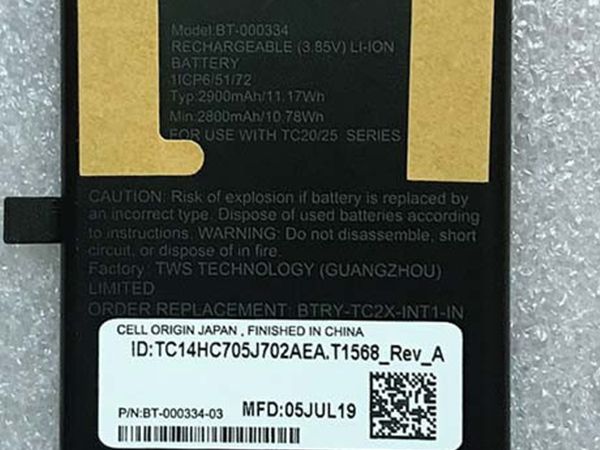 Model:BT-000334
RECHARGEABLE (3.85V) LI-ION
BATTERY
1ICP6/51/72
Typ:2900mAh/11.17Wh
Min:2800mAh/10.78Wh
FOR USE WITH TC20/25 SERIES
CAUTION: Risk of explosion if battery is replaced by
an incorrect type. Dispose of used batteries according
to instructions. WARNING: Do not disassemble, short
circuit, or dispose of in fire.
Factory : TWS TECHNOLOGY (GUANGZHOU)
LIMITED
ORDER REPLACEMENT: BTRY-TC2X-INT1-IN
CELL ORIGIN JAPAN , FINISHED IN CHINA
ID:TC14HC705J702AEA.T1568_Rev_A
P/N:BT-000334-03 MFD:05JUL19